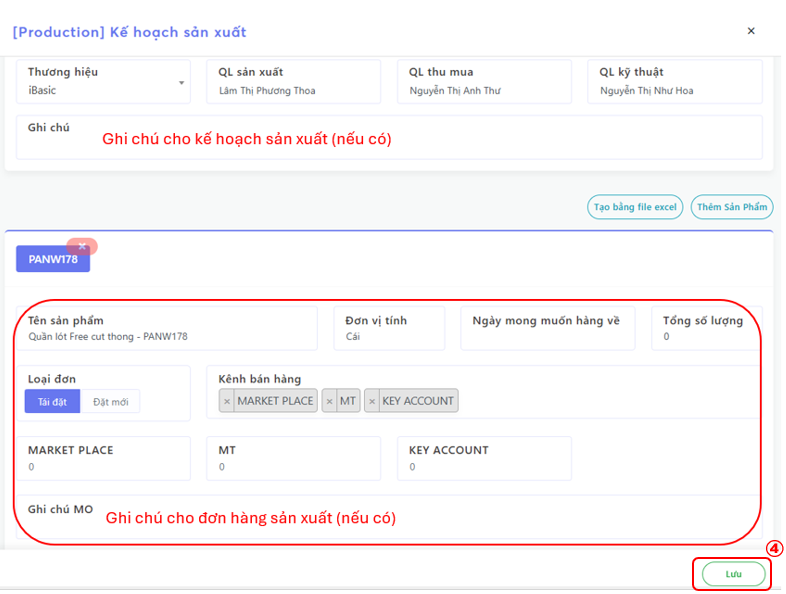 [Production] Kế hoạch sản xuất ×
Thương hiệu QL sản xuất QL thu mua QL kỹ thuật
iBasic Lâm Thị Phương Thoa Nguyễn Thị Anh Thư Nguyễn Thị Như Hoa
Ghi chú
Ghi chú cho kế hoạch sản xuất (nếu có)
Tạo bằng file excel Thêm Sản Phẩm
×
PANW178
Tên sản phẩm Đơn vị tính Ngày mong muốn hàng về Tổng số lượng
Quần lót Free cut thong - PANW178 Cái 0
Loại đơn Kênh bán hàng
Tái đặt Đặt mới × MARKET PLACE × MT × KEY ACCOUNT
MARKET PLACE MT KEY ACCOUNT
0 0 0
Ghi chú MO
Ghi chú cho đơn hàng sản xuất (nếu có)
④
Lưu